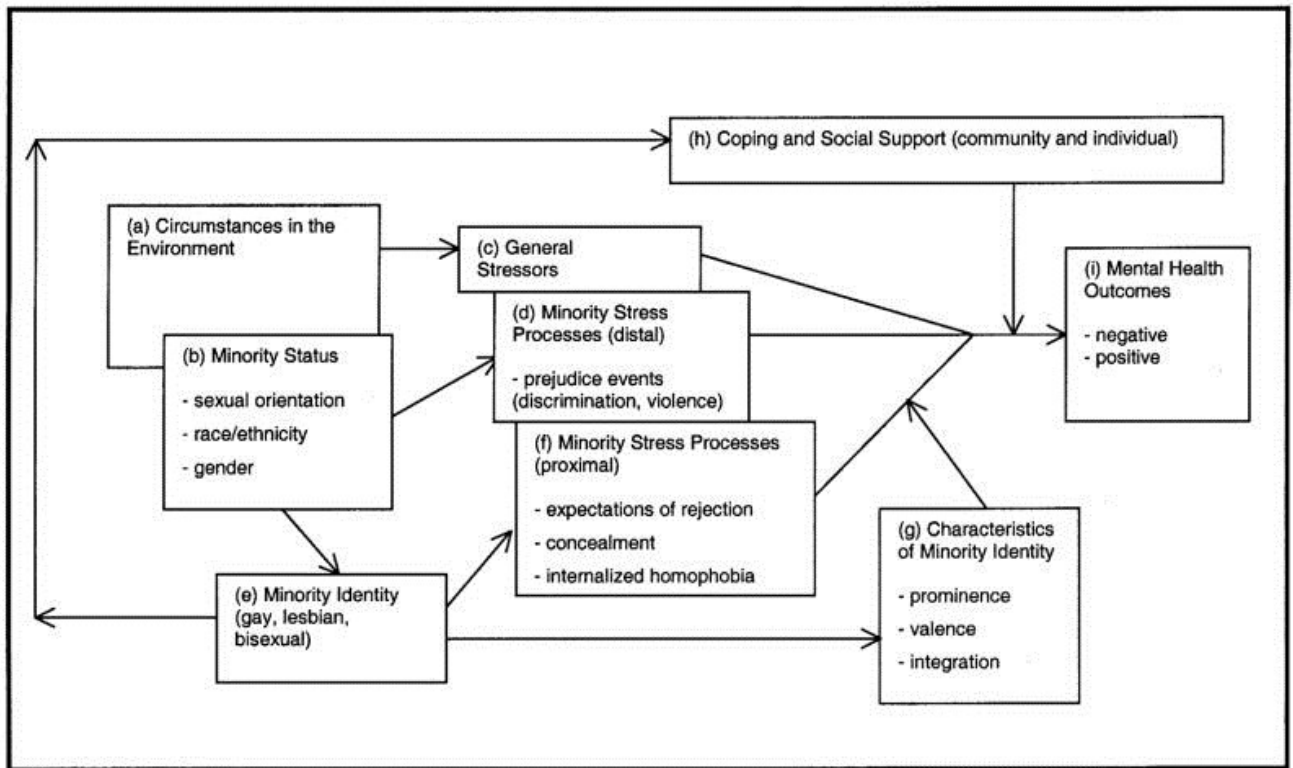 (h) Coping and Social Support (community and individual)
(a) Circumstances in the
Environment
(c) General
Stressors
(i) Mental Health
Outcomes
- negative
- positive
(d) Minority Stress
Processes (distal)
- prejudice events
(discrimination, violence)
(b) Minority Status
- sexual orientation
- race/ethnicity
- gender
(f) Minority Stress Processes
(proximal)
- expectations of rejection
- concealment
- internalized homophobia
(g) Characteristics
of Minority Identity
- prominence
- valence
- integration
(e) Minority Identity
(gay, lesbian,
bisexual)